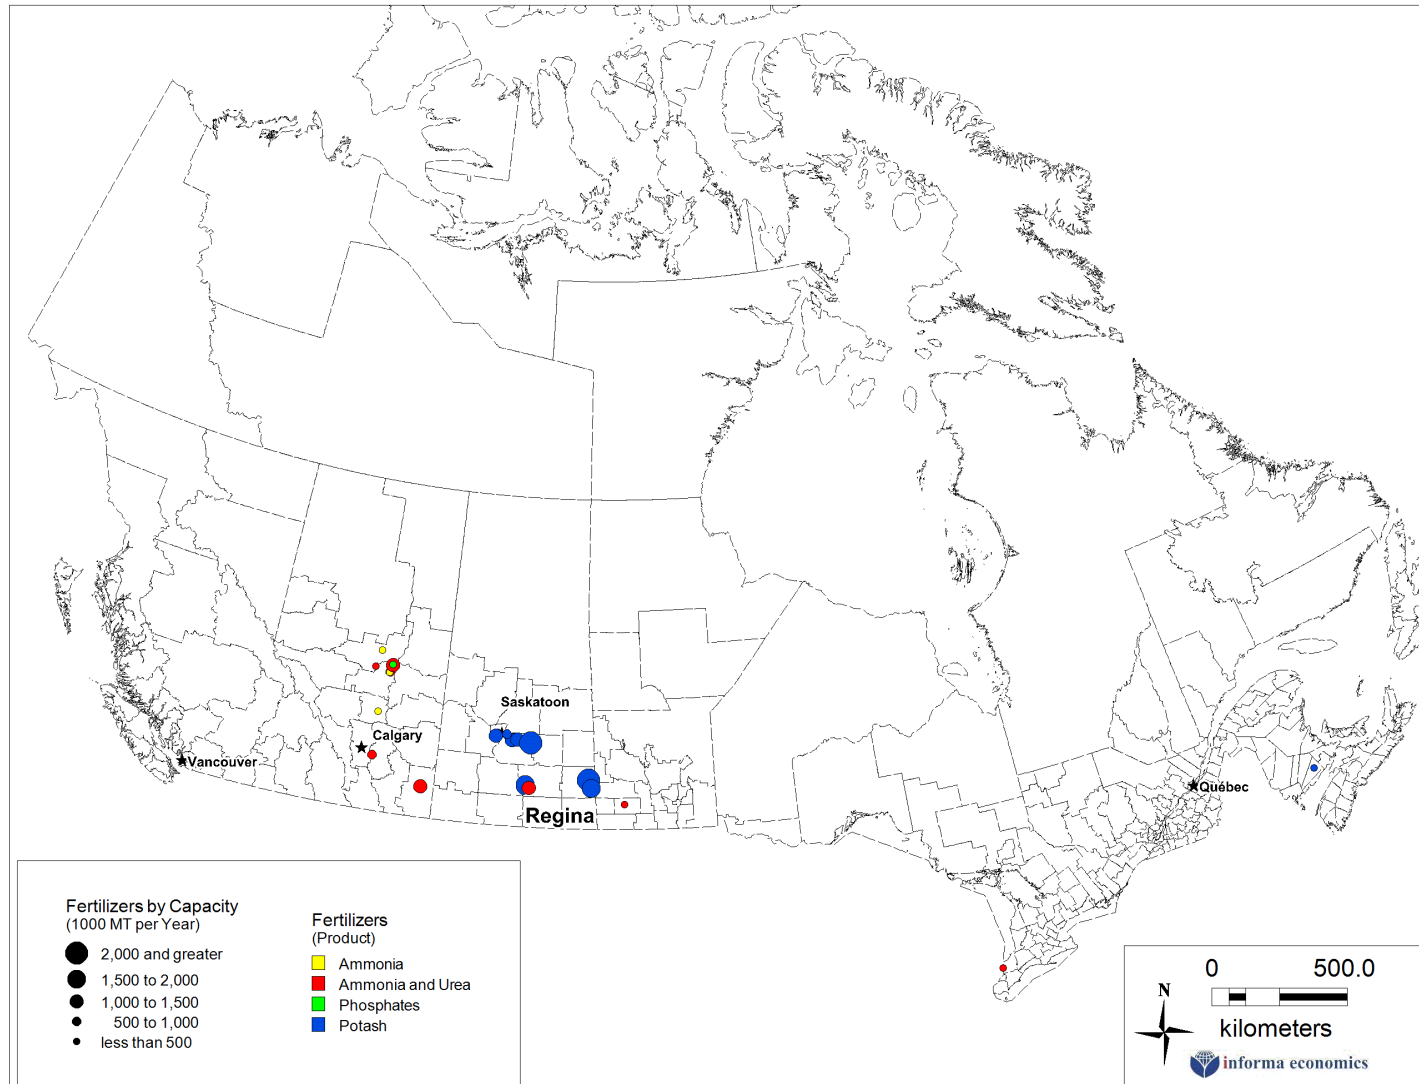 Saskatoon
Calgary
Vancouver
Regina
Québec
Fertilizers by Capacity
(1000 MT per Year)
2,000 and greater
1,500 to 2,000
1,000 to 1,500
500 to 1,000
less than 500
Fertilizers
(Product)
Ammonia
Ammonia and Urea
Phosphates
Potash
0 500.0
N
kilometers
informa economics